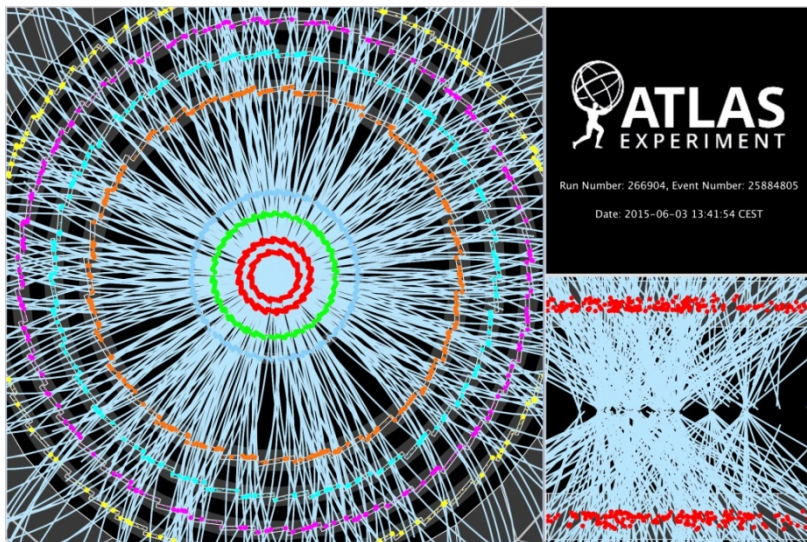 ATLAS
EXPERIMENT
Run Number: 266904, Event Number: 25884805
Date: 2015-06-03 13:41:54 CEST